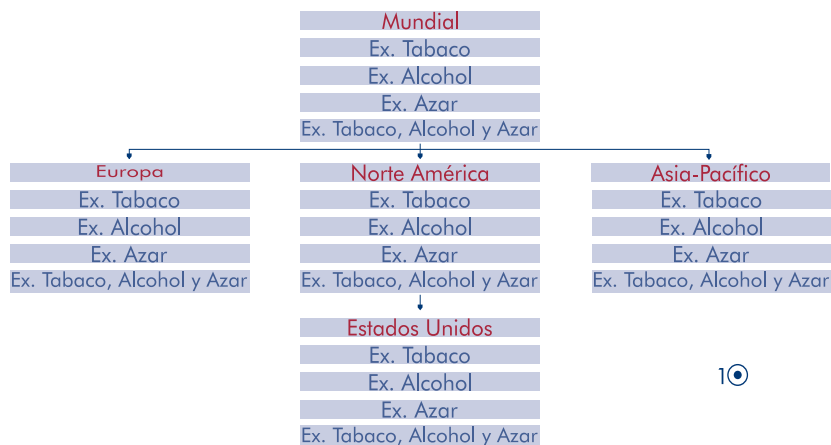 Mundial
Ex. Tabaco
Ex. Alcohol
Ex. Azar
Ex. Tabaco, Alcohol y Azar
Europa
Ex. Tabaco
Ex. Alcohol
Ex. Azar
Ex. Tabaco, Alcohol y Azar
Norte América
Ex. Tabaco
Ex. Alcohol
Ex. Azar
Ex. Tabaco, Alcohol y Azar
Asia-Pacífico
Ex. Tabaco
Ex. Alcohol
Ex. Azar
Ex. Tabaco, Alcohol y Azar
Estados Unidos
Ex. Tabaco
Ex. Alcohol
Ex. Azar
Ex. Tabaco, Alcohol y Azar
1